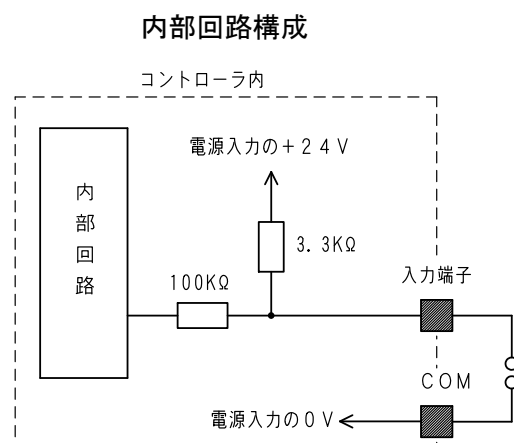 内部回路構成
コントローラ内
電源入力の+24V
内部回路
3.3KΩ
100KΩ
入力端子
COM
電源入力の0V